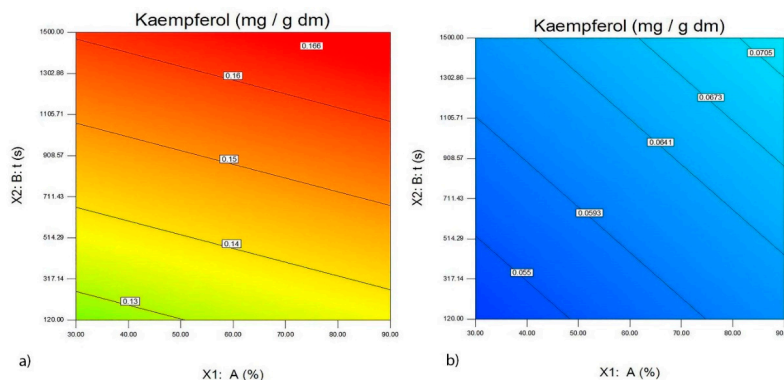 Kaempferol (mg / g dm)
1500.00
1302.86
1105.71
908.57
711.43
514.29
317.14
120.00
X2: B: t (s)
0.166
0.16
0.15
0.14
0.13
30.00 40.00 50.00 60.00 70.00 80.00 90.00
X1: A (%)
a)
Kaempferol (mg / g dm)
1500.00
1302.86
1105.71
908.57
711.43
514.29
317.14
120.00
X2: B: t (s)
0.0705
0.0673
0.0641
0.0593
0.055
30.00 40.00 50.00 60.00 70.00 80.00 90.00
X1: A (%)
b)